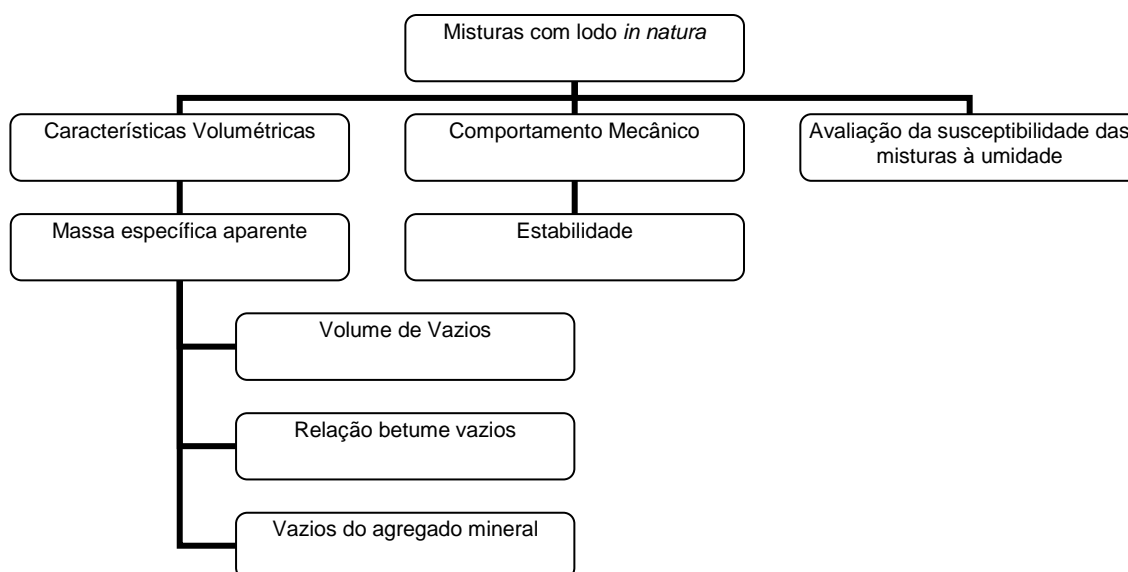 Misturas com lodo in natura
Características Volumétricas
Comportamento Mecânico
Avaliação da susceptibilidade das
misturas à umidade
Massa específica aparente
Estabilidade
Volume de Vazios
Relação betume vazios
Vazios do agregado mineral